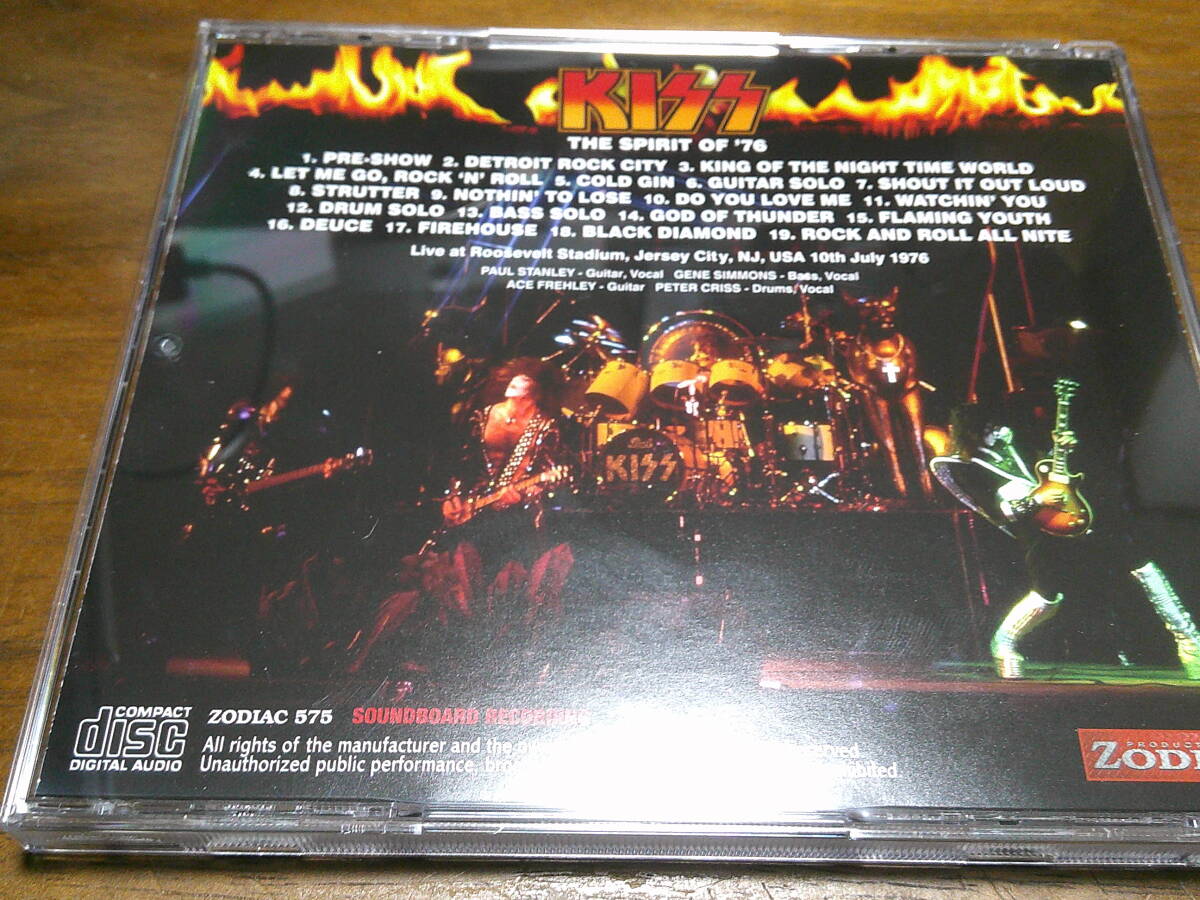 KISS
THE SPIRIT OF '76
1. PRE-SHOW 2. DETROIT ROCK CITY 3. KING OF THE NIGHT TIME WORLD
4. LET ME GO, ROCK 'N' ROLL 5. COLD GIN 6. GUITAR SOLO 7. SHOUT IT OUT LOUD
8. STRUTTER 9. NOTHIN' TO LOSE 10. DO YOU LOVE ME 11. WATCHIN' YOU
12. DRUM SOLO 13. BASS SOLO 14. GOD OF THUNDER 15. FLAMING YOUTH
16. DEUCE 17. FIREHOUSE 18. BLACK DIAMOND 19. ROCK AND ROLL ALL NITE
Live at Roosevelt Stadium, Jersey City, NJ, USA 10th July 1976
PAUL STANLEY - Guitar, Vocal GENE SIMMONS - Bass, Vocal
ACE FREHLEY - Guitar PETER CRISS - Drums, Vocal
KISS
COMPACT
disc
DIGITAL AUDIO
ZODIAC 575 SOUNDBOARD RECORDING
All rights of the manufacturer and the
Unauthorized public performance,